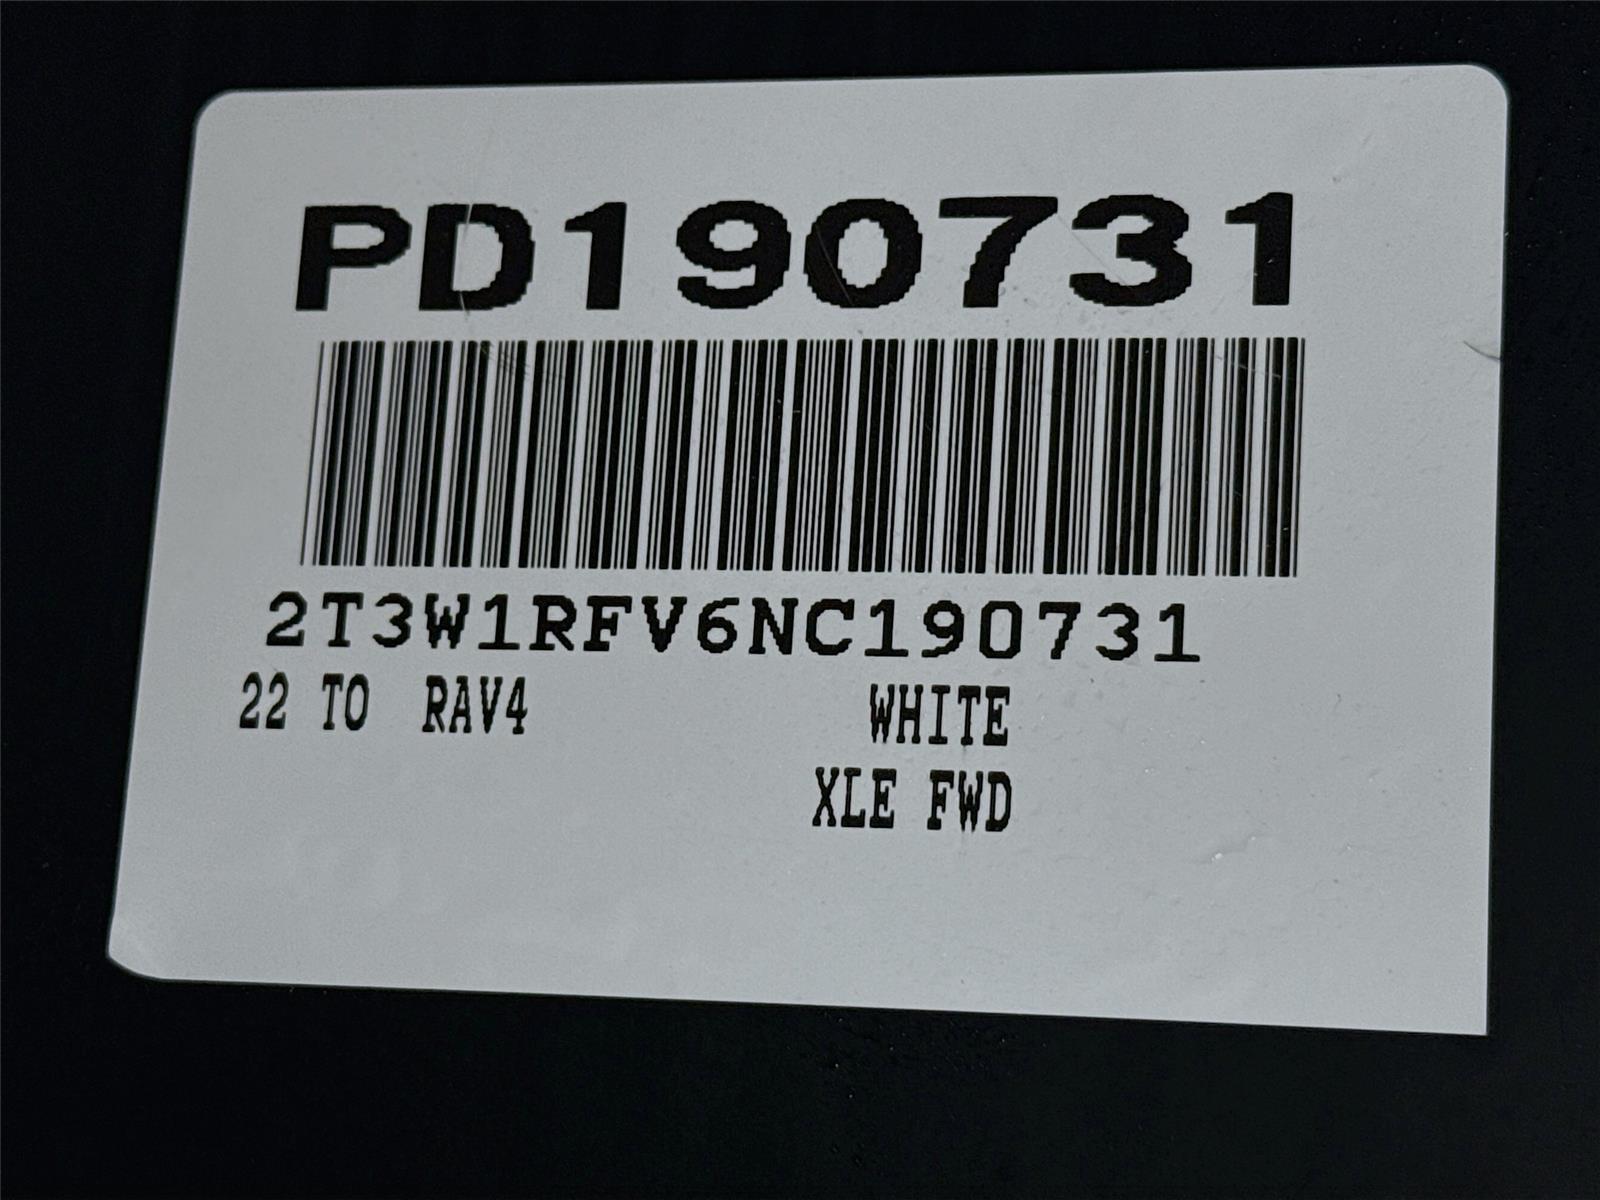 PD190731
2T3W1RFV6NC190731
22 TO RAV4 WHITE
XLE FWD